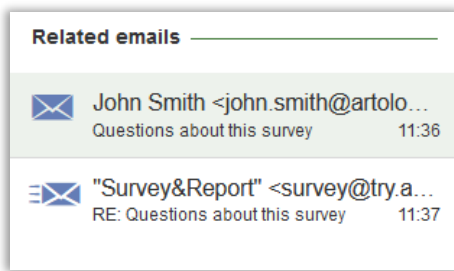 Related emails
John Smith <john.smith@artolo...
Questions about this survey 11:36
"Survey&Report" <survey@try.a...
RE: Questions about this survey 11:37